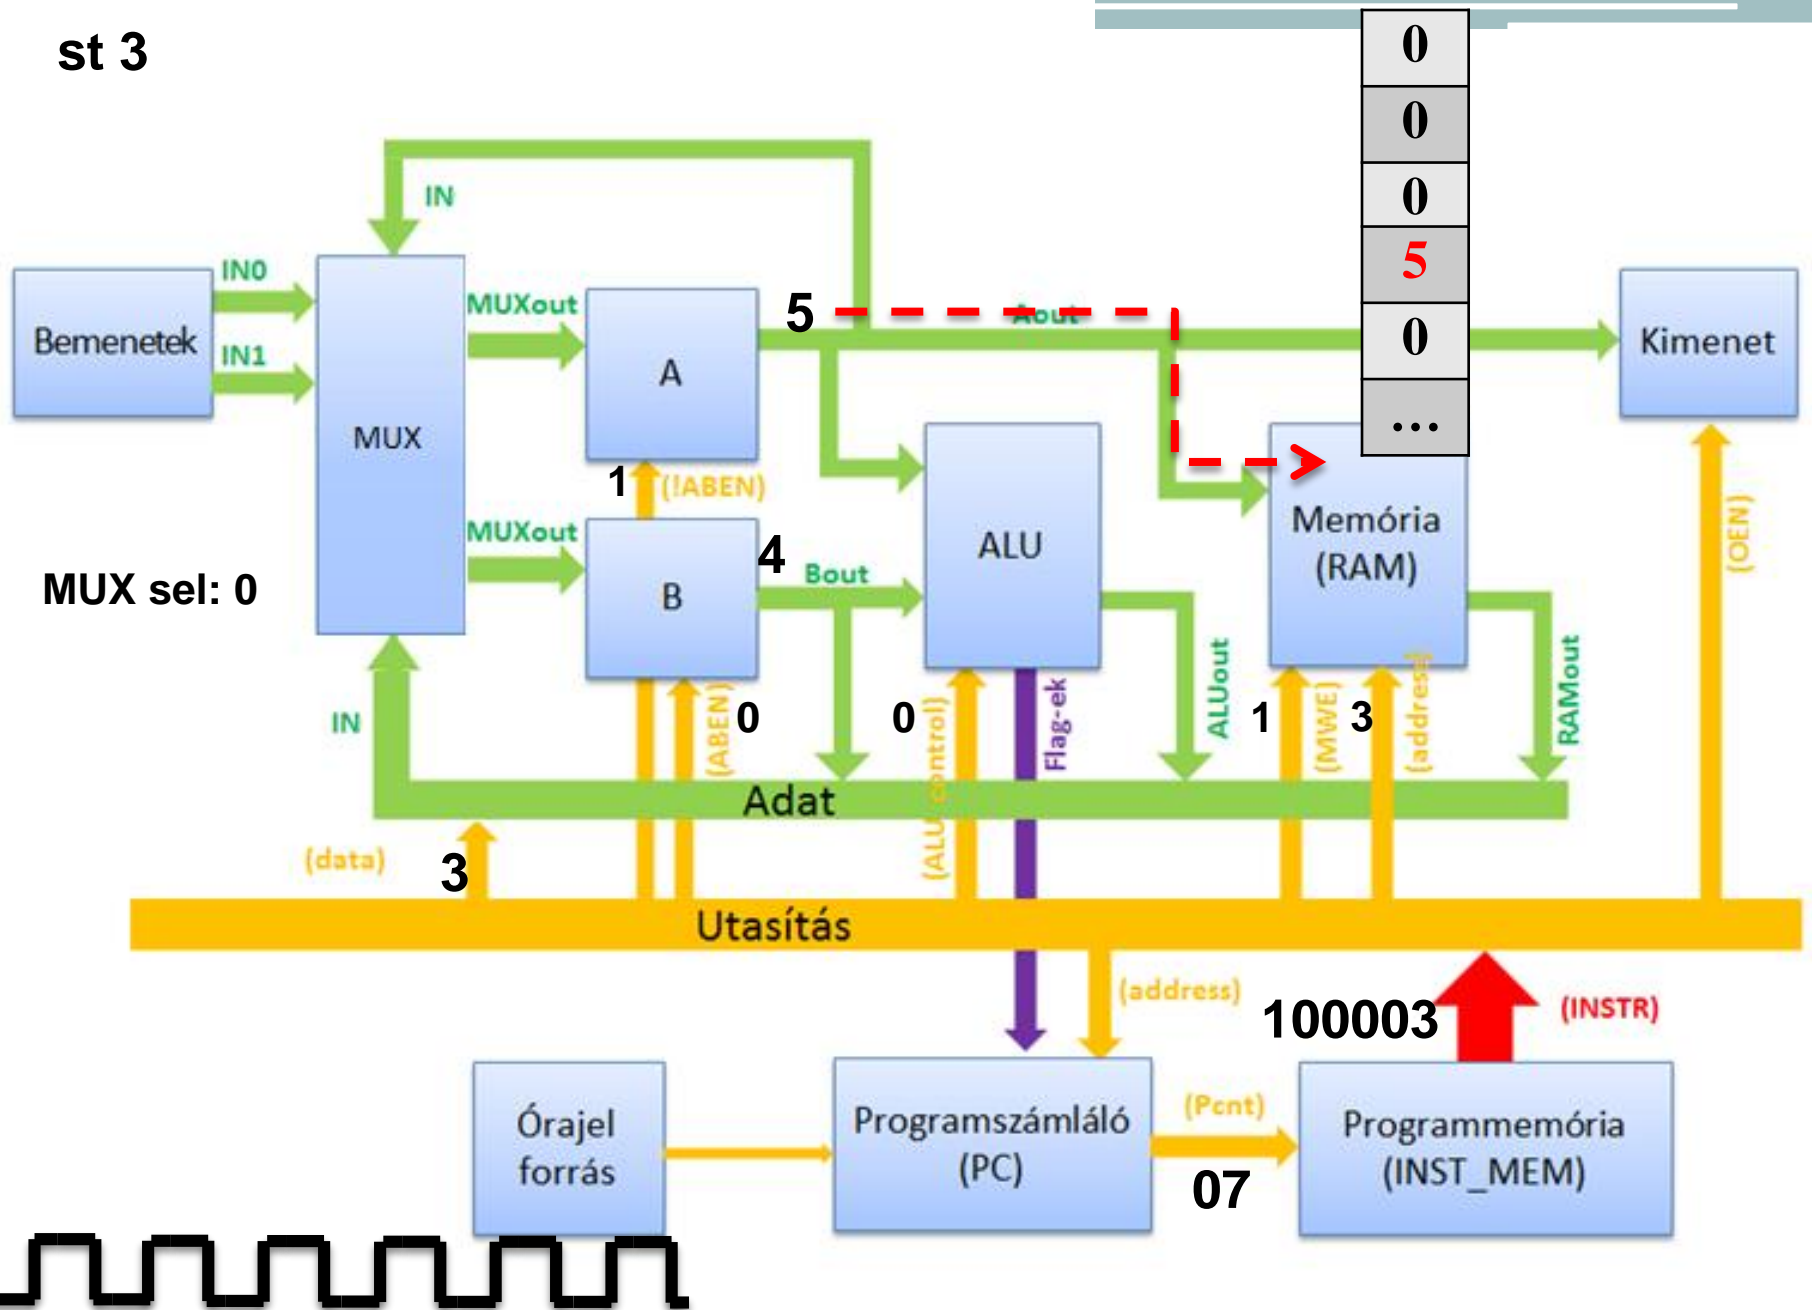 st 3
0
0
0
5
0
...
IN
IN0
IN1
Bemenetek
MUX
MUXout
A
5
Aout
Kimenet
1
(!ABEN)
MUXout
B
4
Bout
ALU
Memória
(RAM)
(OEN)
MUX sel: 0
IN
(ABEN)
0
0
(ALU control)
Flag-ek
ALUout
1
(MWE)
3
(address)
RAMout
Adat
(data)
3
Utasítás
(address)
100003
(INSTR)
Órajel
forrás
Programszámláló
(PC)
(Pcnt)
07
Programmemória
(INST_MEM)